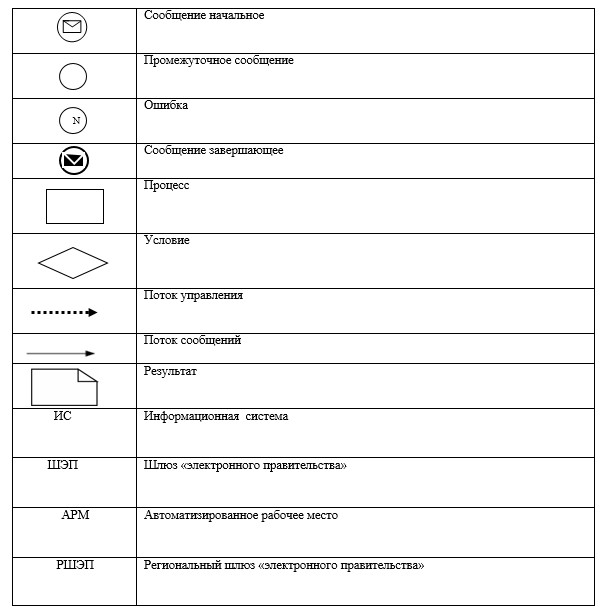 Сообщение начальное
Промежуточное сообщение
N
Ошибка
Сообщение завершающее
Процесс
Условие
Поток управления
Поток сообщений
Результат
ИС Информационная система
ШЭП Шлюз «электронного правительства»
АРМ Автоматизированное рабочее место
РШЭП Региональный шлюз «электронного правительства»